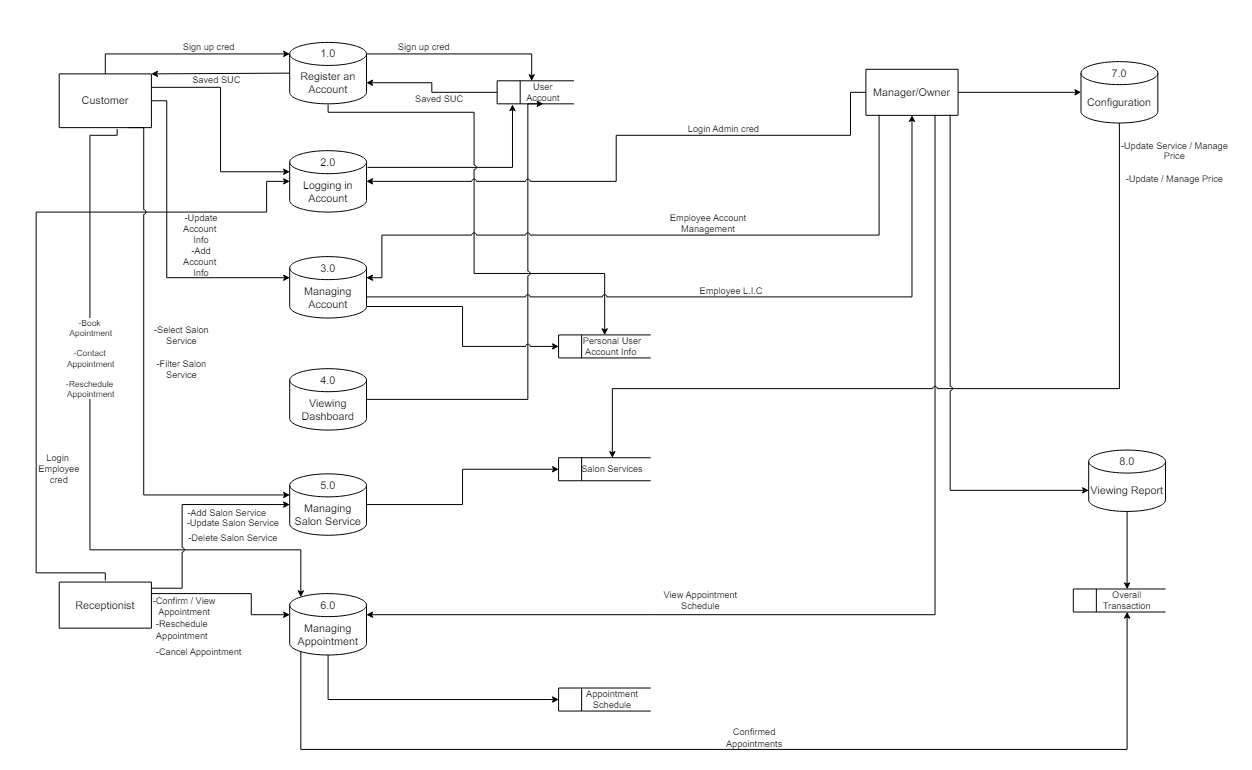 Sign up cred
1.0
Register an
Account
Sign up cred
Saved SUC
Saved SUC
User
Account
Customer
Manager/Owner
7.0
Configuration
Login Admin cred
-Update Service / Manage
Price
-Update / Manage Price
2.0
Logging in
Account
-Update
Account
Info
-Add
Account
Info
Employee Account
Management
3.0
Managing
Account
Employee L.I.C
-Book
Apointment
-Contact
Appointment
-Reschedule
Appointment
-Select Salon
Service
-Filter Salon
Service
Personal User
Account Info
4.0
Viewing
Dashboard
Login
Employee
cred
Salon Services
8.0
Viewing Report
5.0
Managing
Salon Service
-Add Salon Service
-Update Salon Service
-Delete Salon Service
Receptionist
-Confirm / View
Appointment
-Reschedule
Appointment
-Cancel Appointment
6.0
Managing
Appointment
View Appointment
Schedule
Overall
Transaction
Appointment
Schedule
Confirmed
Appointments